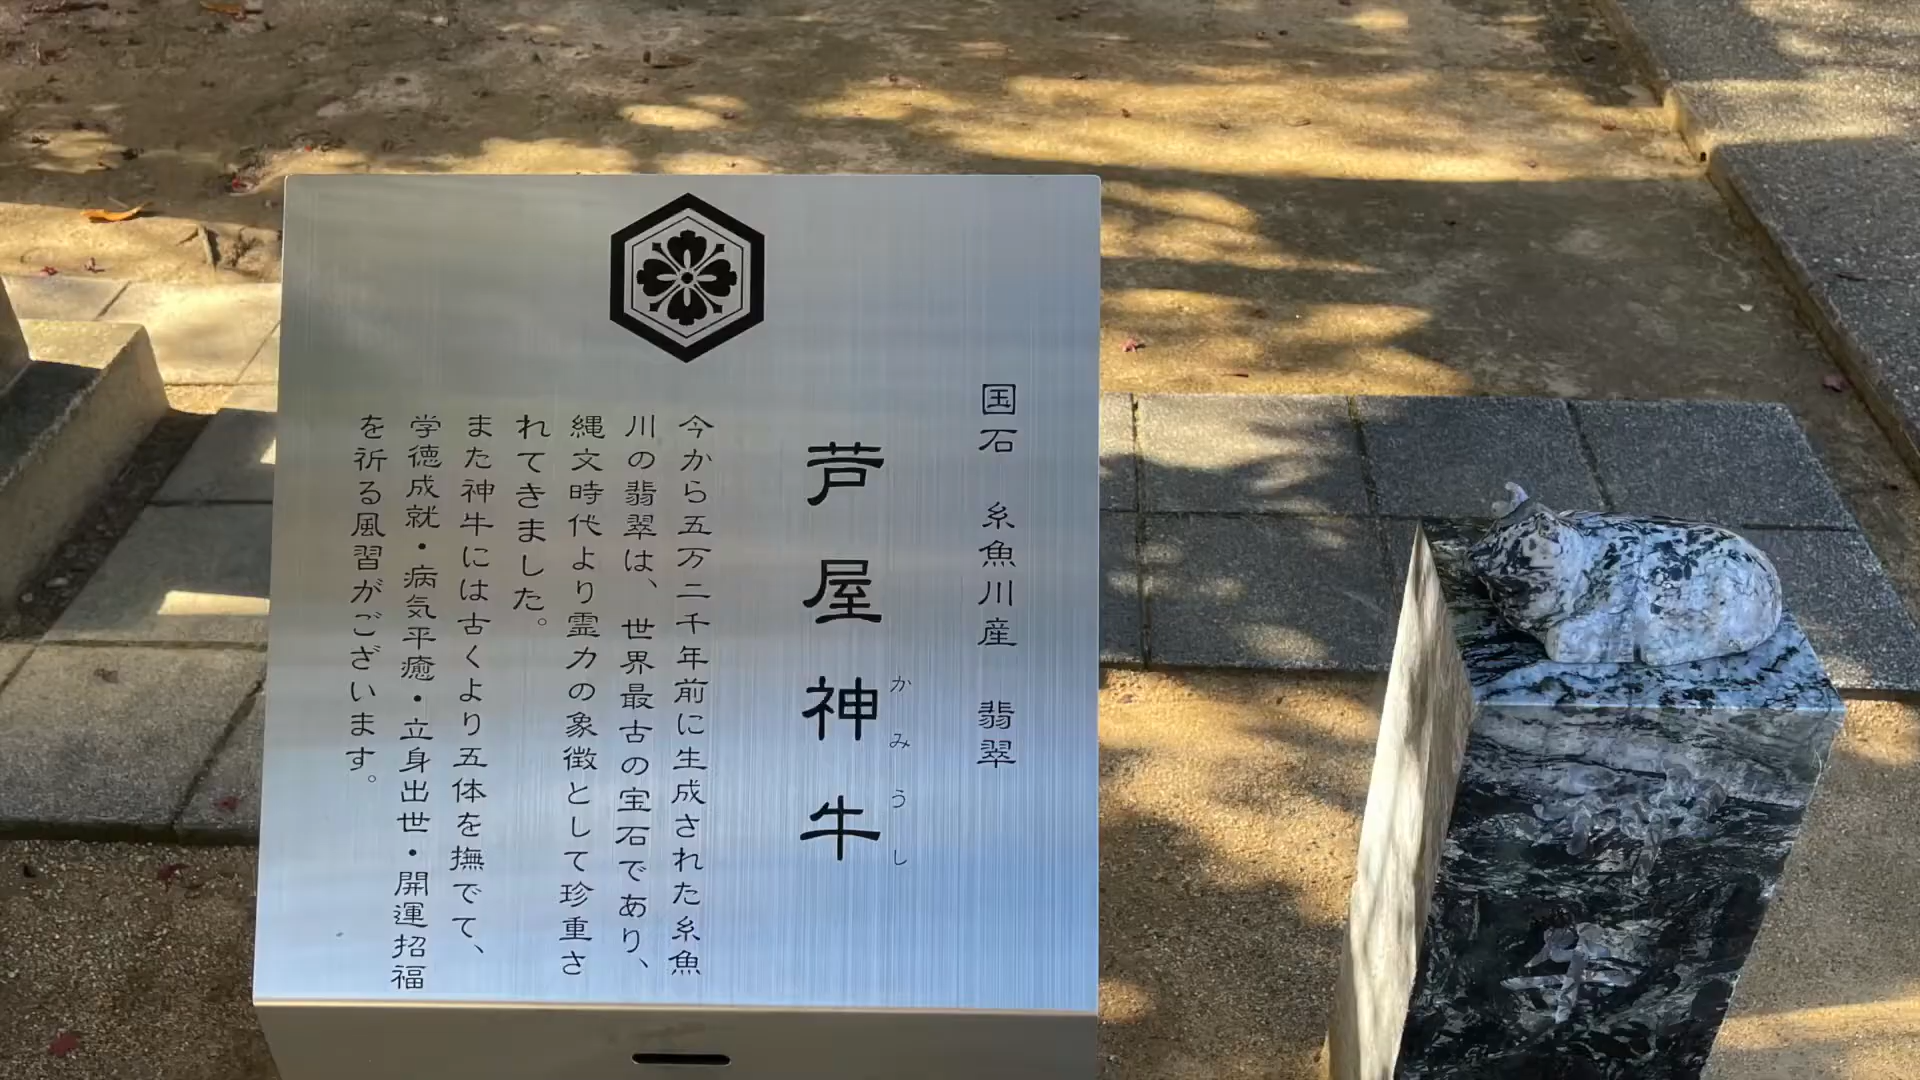 国石 糸魚川産 翡翠
芦屋神牛
かみうし
今から五万二千年前に生成された糸魚
川の翡翠は、世界最古の宝石であり、
縄文時代より霊力の象徴として珍重さ
れてきました。
また神牛には古くより五体を撫でて、
学徳成就・病気平癒・立身出世・開運招福
を祈る風習がございます。
牛